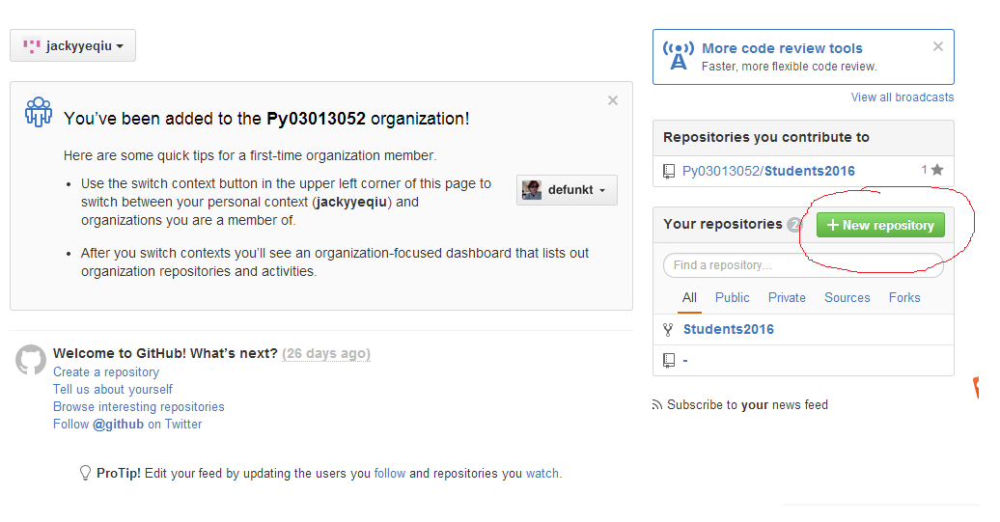 jackyyeqiu
You've been added to the Py03013052 organization!
Here are some quick tips for a first-time organization member.
• Use the switch context button in the upper left corner of this page to
switch between your personal context (jackyyeqiu) and
organizations you are a member of.
defunkt
• After you switch contexts you'll see an organization-focused dashboard that lists out
organization repositories and activities.
Welcome to GitHub! What's next? (26 days ago)
Create a repository
Tell us about yourself
Browse interesting repositories
Follow @github on Twitter
ProTip! Edit your feed by updating the users you follow and repositories you watch.
More code review tools
Faster, more flexible code review.
View all broadcasts
Repositories you contribute to
Py03013052/Students2016 1
Your repositories 2 + New repository
Find a repository...
All Public Private Sources Forks
Students2016
-
Subscribe to your news feed